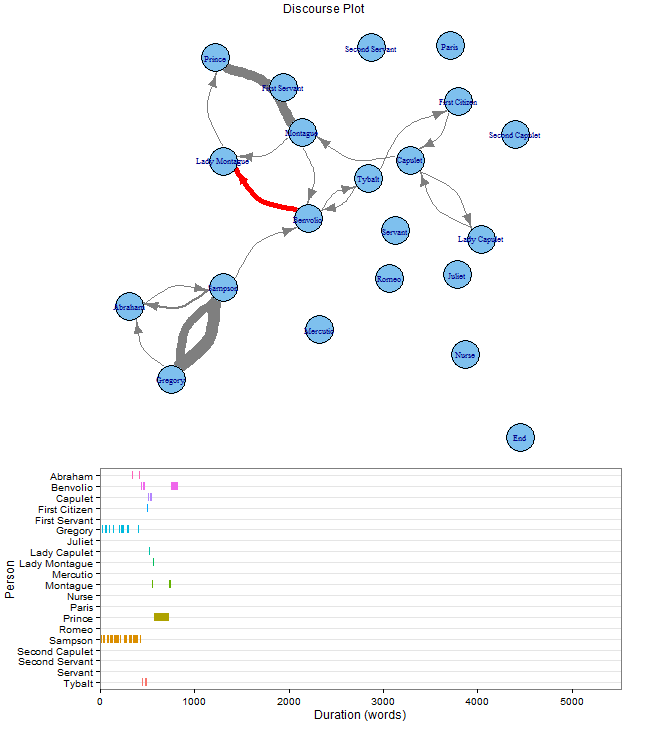 Discourse Plot
Second Servant
Paris
Prince
First Servant
First Citizen
Montague
Second Capulet
Lady Montague
Capulet
Tybalt
Benvolio
Servant
Lady Capulet
Romeo
Juliet
Sampson
Abraham
Mercutio
Nurse
Gregory
End
Person
Abraham
Benvolio
Capulet
First Citizen
First Servant
Gregory
Juliet
Lady Capulet
Lady Montague
Mercutio
Montague
Nurse
Paris
Prince
Romeo
Sampson
Second Capulet
Second Servant
Servant
Tybalt
0 1000 2000 3000 4000 5000
Duration (words)